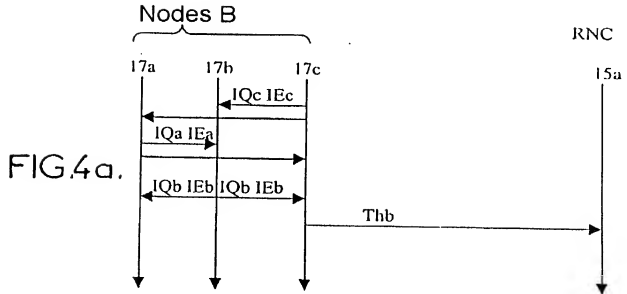 Nodes B
RNC
17a 17b 17c 15a
IQc IEc
IQa IEa
FIG.4a.
IQb IEb IQb IEb
Thb